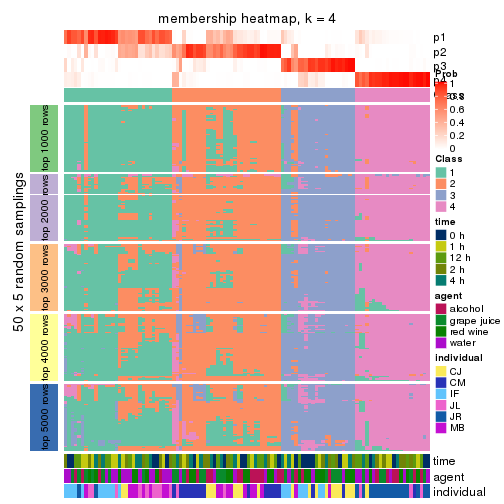 membership heatmap, k = 4
p1
p2
p3
p4
Prob
1
0.8
0.6
0.4
0.2
0
Class
1
2
3
4
time
0 h
1 h
12 h
2 h
4 h
agent
alcohol
grape juice
red wine
water
individual
CJ
CM
IF
JL
JR
MB
50 x 5 random samplings
top 1000 rows
top 2000 rows
top 3000 rows
top 4000 rows
top 5000 rows
time
agent
individual